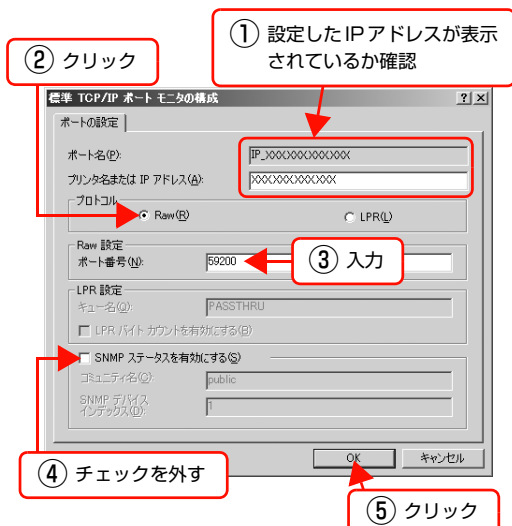 ① 設定したIPアドレスが表示
されているか確認
② クリック
標準 TCP/IP ポート モニタの構成
ポートの設定
ポート名(P):
IP_XXX.XXX.XXX.XXX
プリンタ名または IP アドレス(A):
XXX.XXX.XXX.XXX
プロトコル
Raw(R)
LPR(L)
Raw 設定
ポート番号(N):
59200
③ 入力
LPR 設定
キュー名(Q):
PASSTHRU
LPR バイト カウントを有効にする(B)
SNMP ステータスを有効にする(S)
コミュニティ名(C):
public
SNMP デバイス
インデックス(D):
1
OK
キャンセル
④ チェックを外す
⑤ クリック